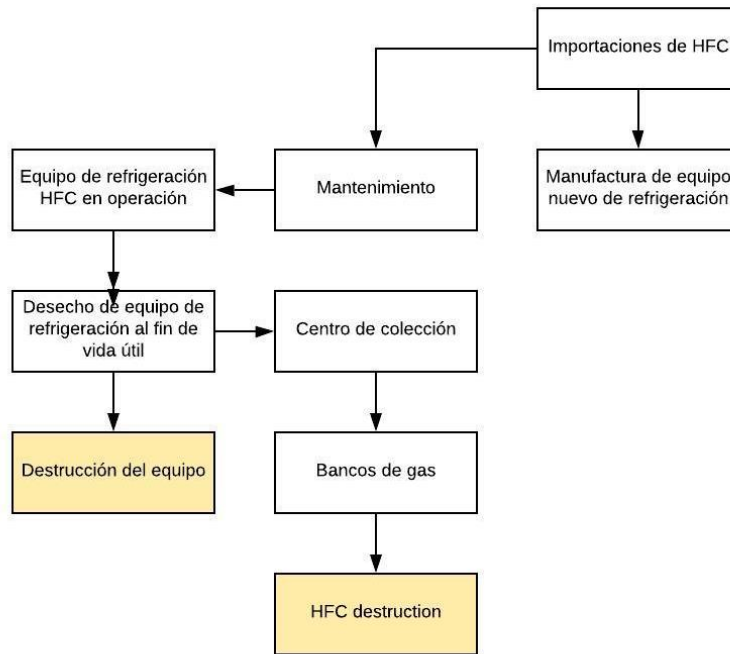 Importaciones de HFC
Equipo de refrigeración
HFC en operación
Mantenimiento
Manufactura de equipo
nuevo de refrigeración
Desecho de equipo de
refrigeración al fin de
vida útil
Centro de colección
Destrucción del equipo
Bancos de gas
HFC destruction